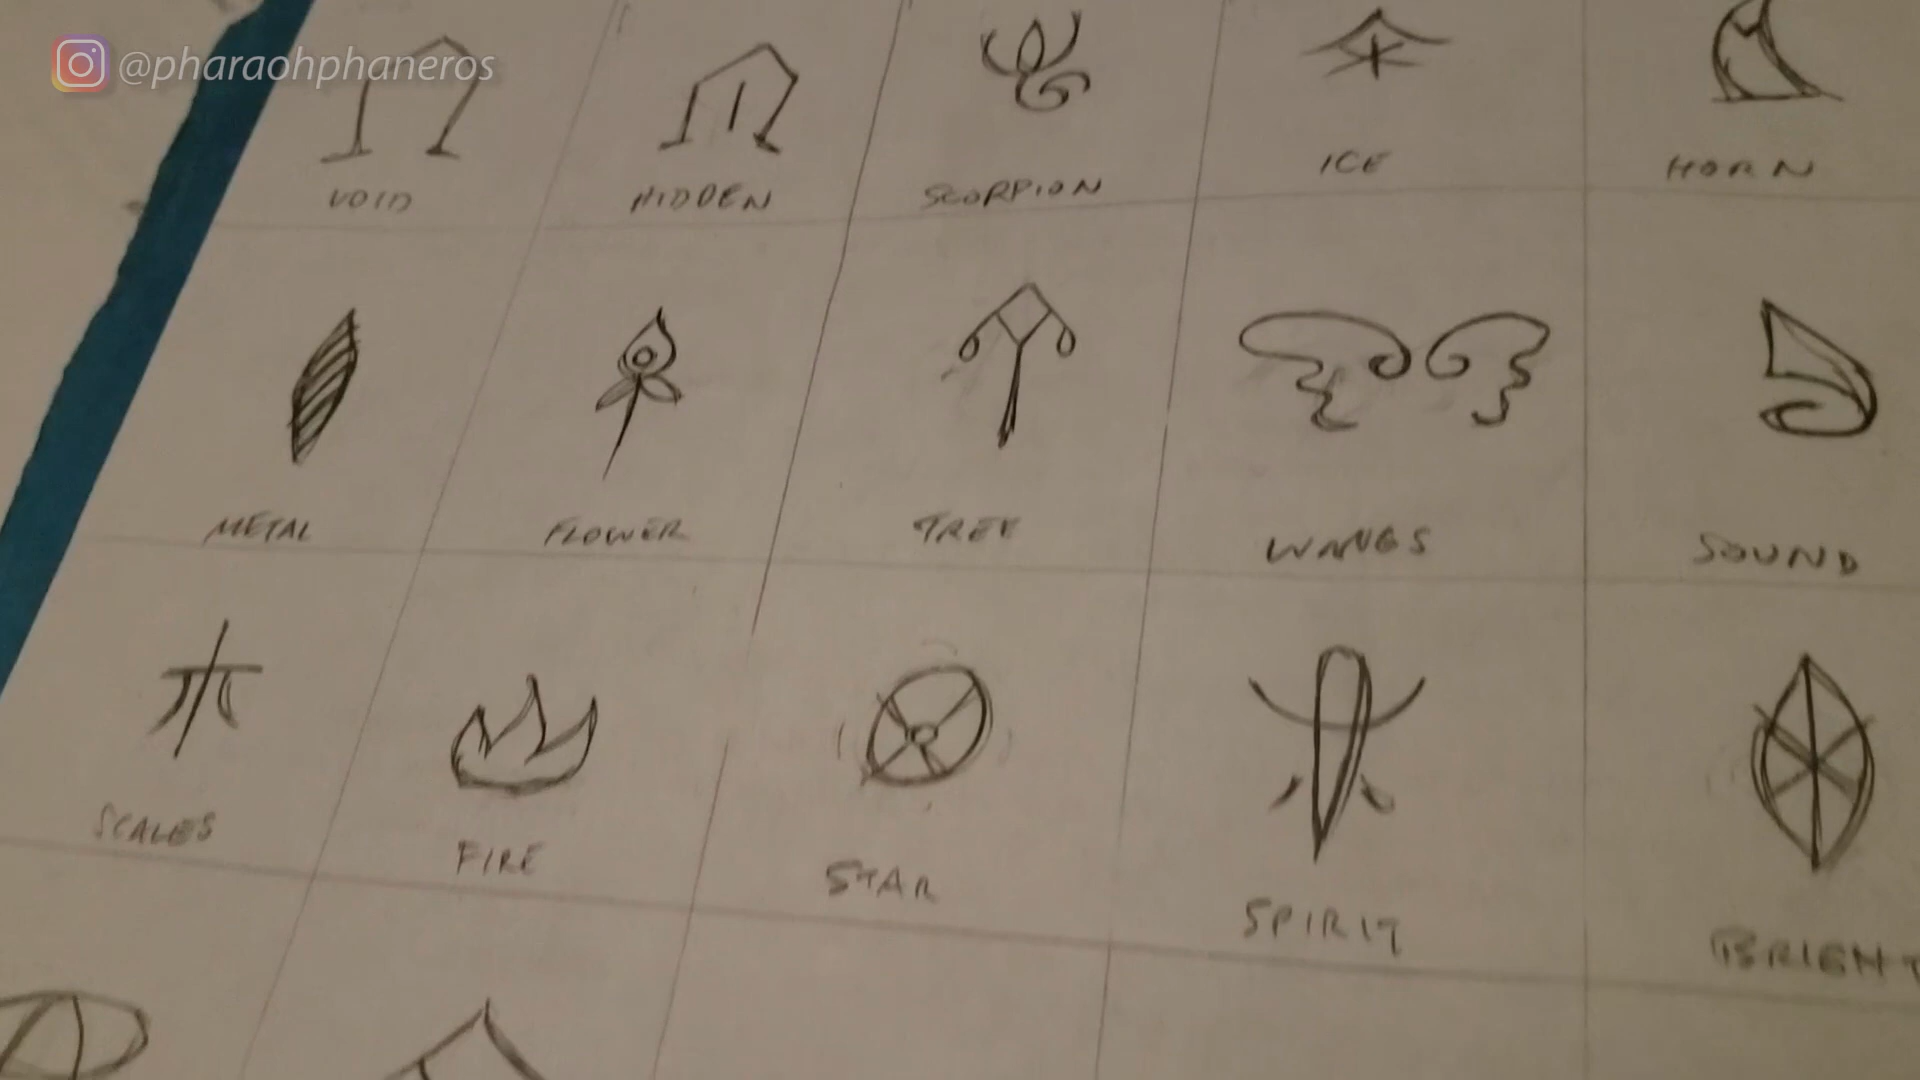 @pharaohphaneros
VOID
HIDDEN
SCORPION
ICE
HORN
METAL
FLOWER
TREE
WINGS
SOUND
SCALES
FIRE
STAR
SPIRIT
BRIGHT